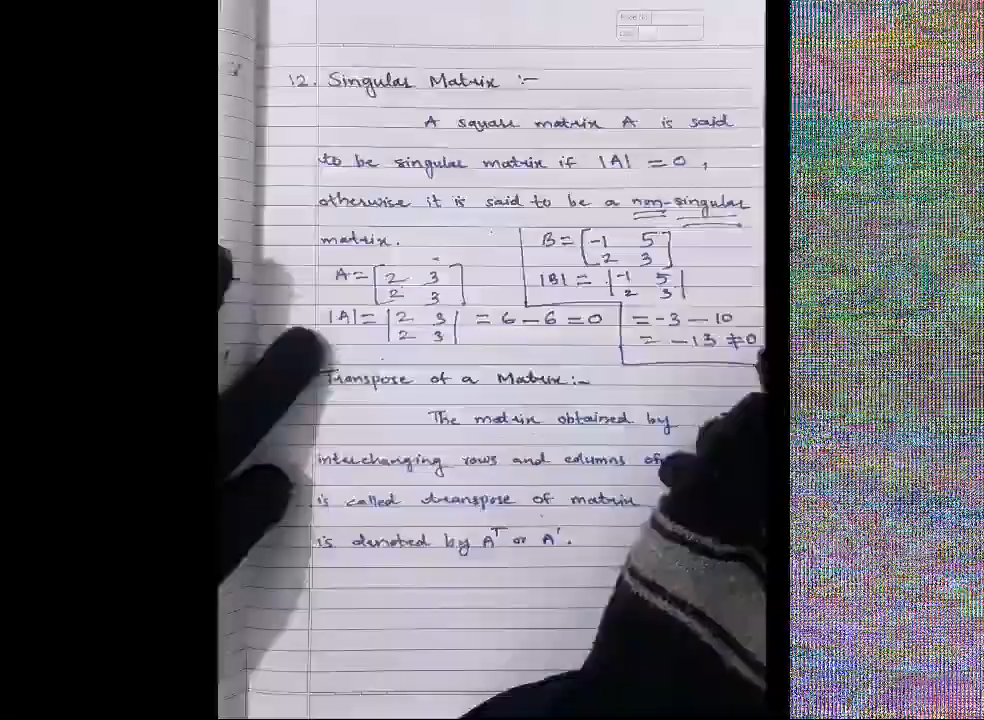 Page No.
Date
12. Singular Matrix :-
A square matrix A is said
to be singular matrix if |A| = 0 ,
otherwise it is said to be a non-singular
matrix.
A = [2 3
2 3]
|A| = |2 3
2 3| = 6 - 6 = 0
B = [-1 5
2 3]
|B| = |-1 5
2 3|
= -3 - 10
= -13 ≠ 0
Transpose of a Matrix :-
The matrix obtained by
interchanging rows and columns of
is called transpose of matrix
is denoted by Aᵀ or A'.